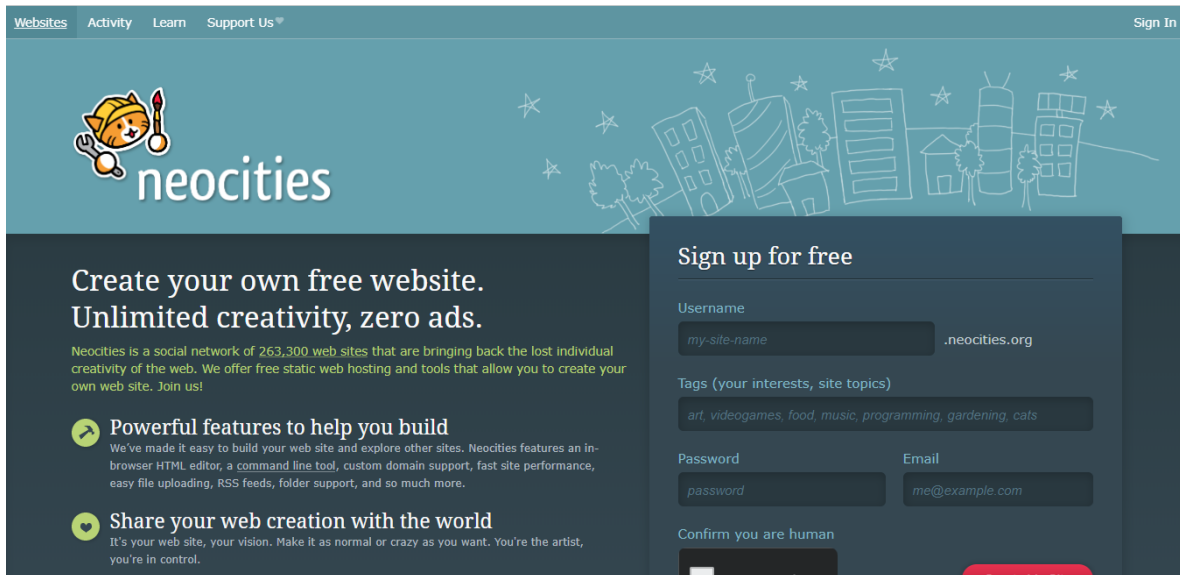 Websites Activity Learn Support Us♥ Sign In
neocities
Create your own free website.
Unlimited creativity, zero ads.
Neocities is a social network of 263,300 web sites that are bringing back the lost individual
creativity of the web. We offer free static web hosting and tools that allow you to create your
own web site. Join us!
Powerful features to help you build
We've made it easy to build your web site and explore other sites. Neocities features an in-
browser HTML editor, a command line tool, custom domain support, fast site performance,
easy file uploading, RSS feeds, folder support, and so much more.
Share your web creation with the world
It's your web site, your vision. Make it as normal or crazy as you want. You're the artist,
you're in control.
Sign up for free
Username
my-site-name .neocities.org
Tags (your interests, site topics)
art, videogames, food, music, programming, gardening, cats
Password Email
password me@example.com
Confirm you are human